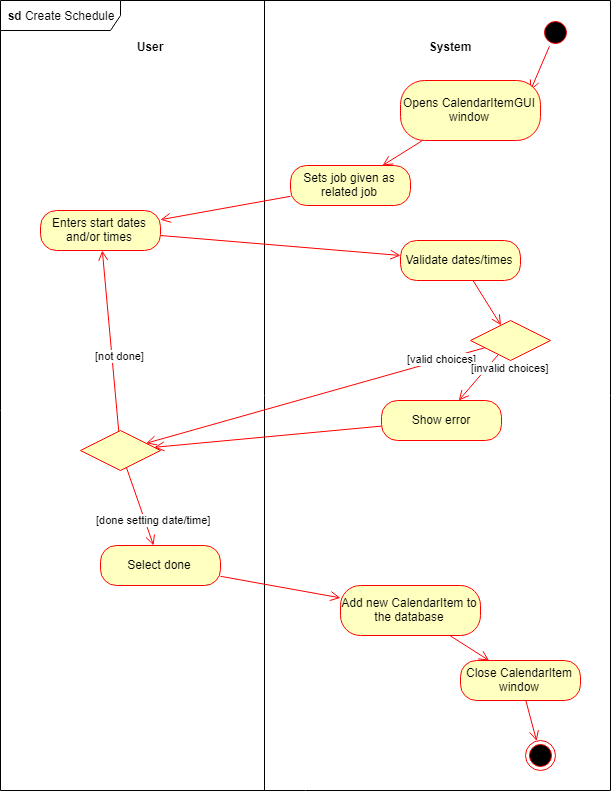 sd Create Schedule
User
System
Opens CalendarItemGUI
window
Sets job given as
related job
Enters start dates
and/or times
Validate dates/times
[not done]
[valid choices]
[invalid choices]
Show error
[done setting date/time]
Select done
Add new CalendarItem to
the database
Close CalendarItem
window